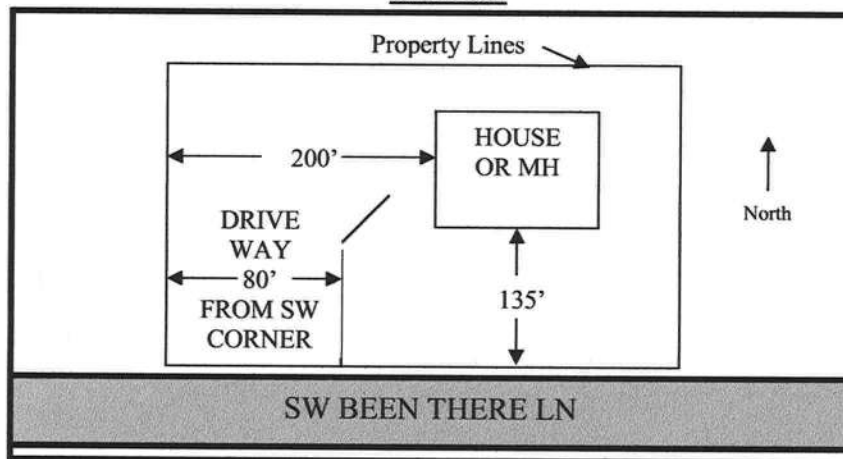 Property Lines
HOUSE
OR MH
200’
North
DRIVE
WAY
80’
FROM SW
CORNER
135’
SW BEEN THERE LN